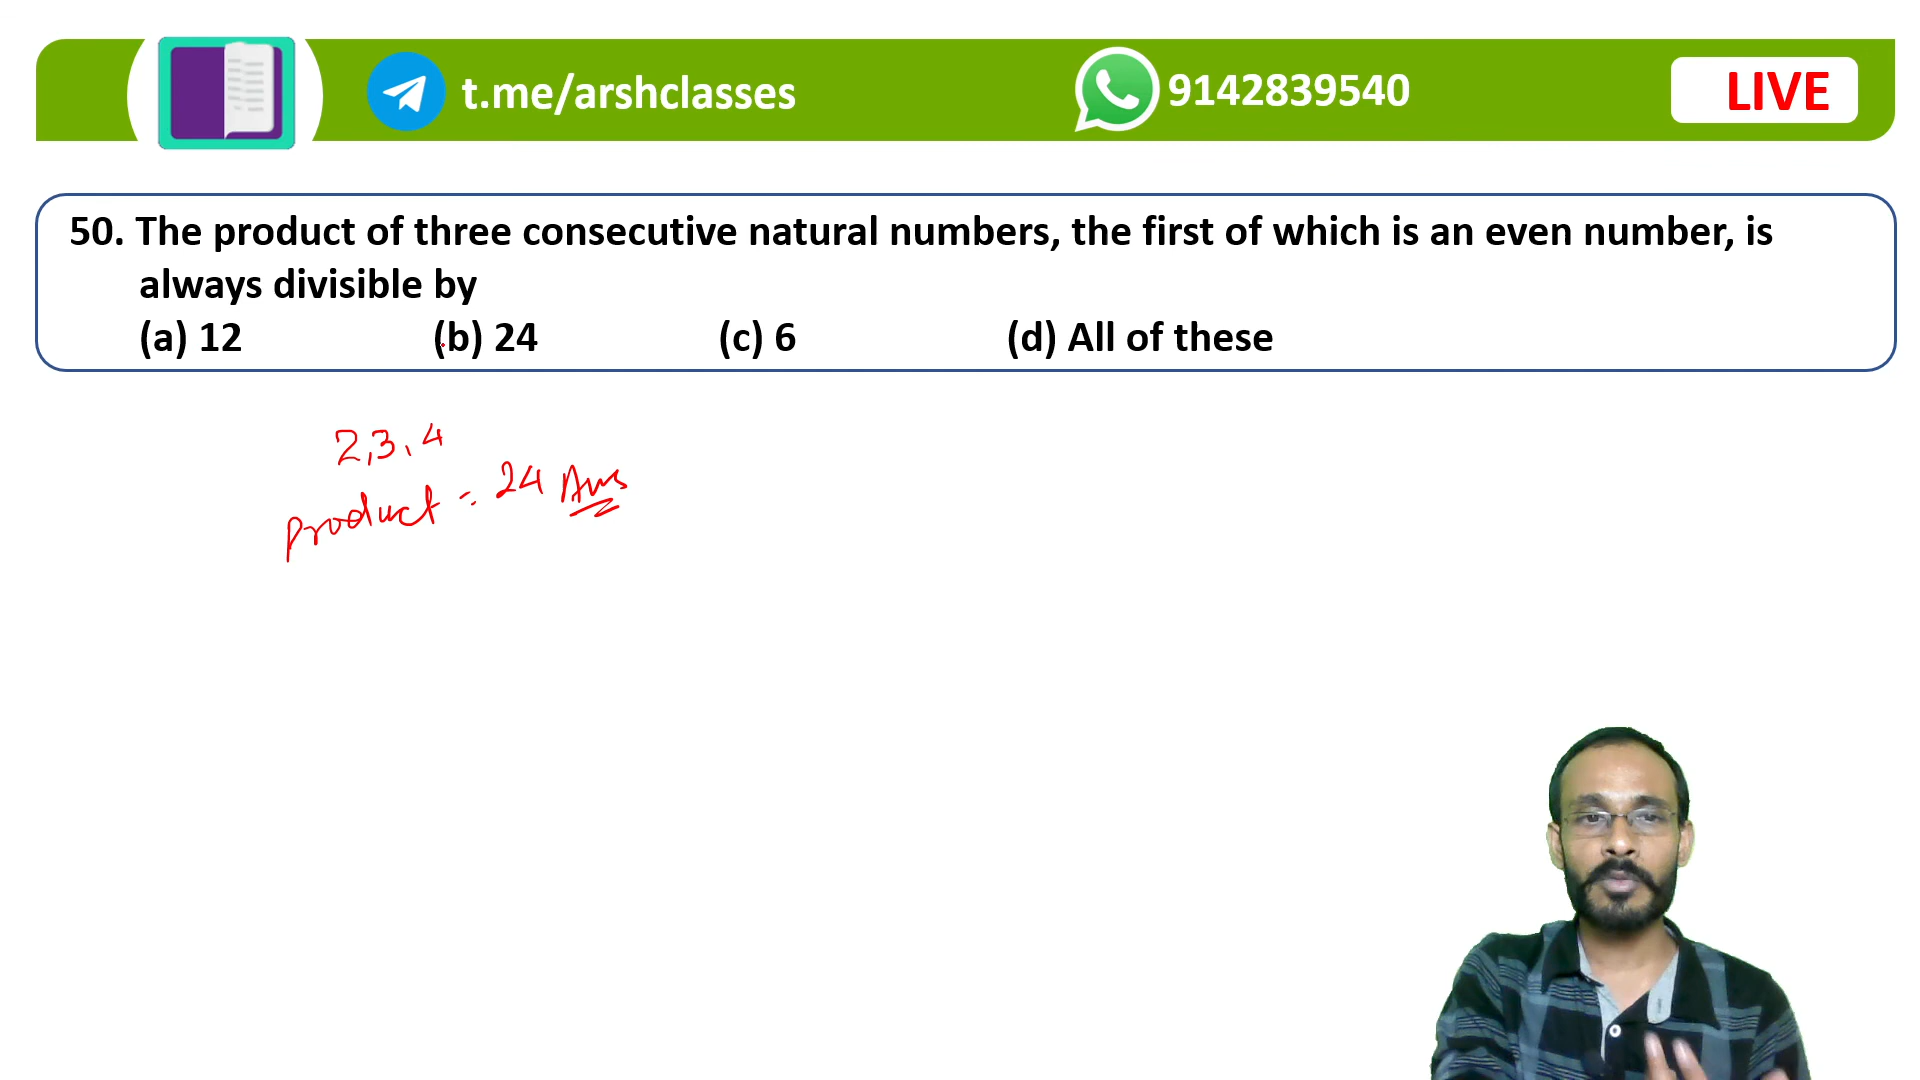 t.me/arshclasses
9142839540
LIVE
50. The product of three consecutive natural numbers, the first of which is an even number, is
always divisible by
(a) 12 (b) 24 (c) 6 (d) All of these
2,3,4
Product = 24 Ans